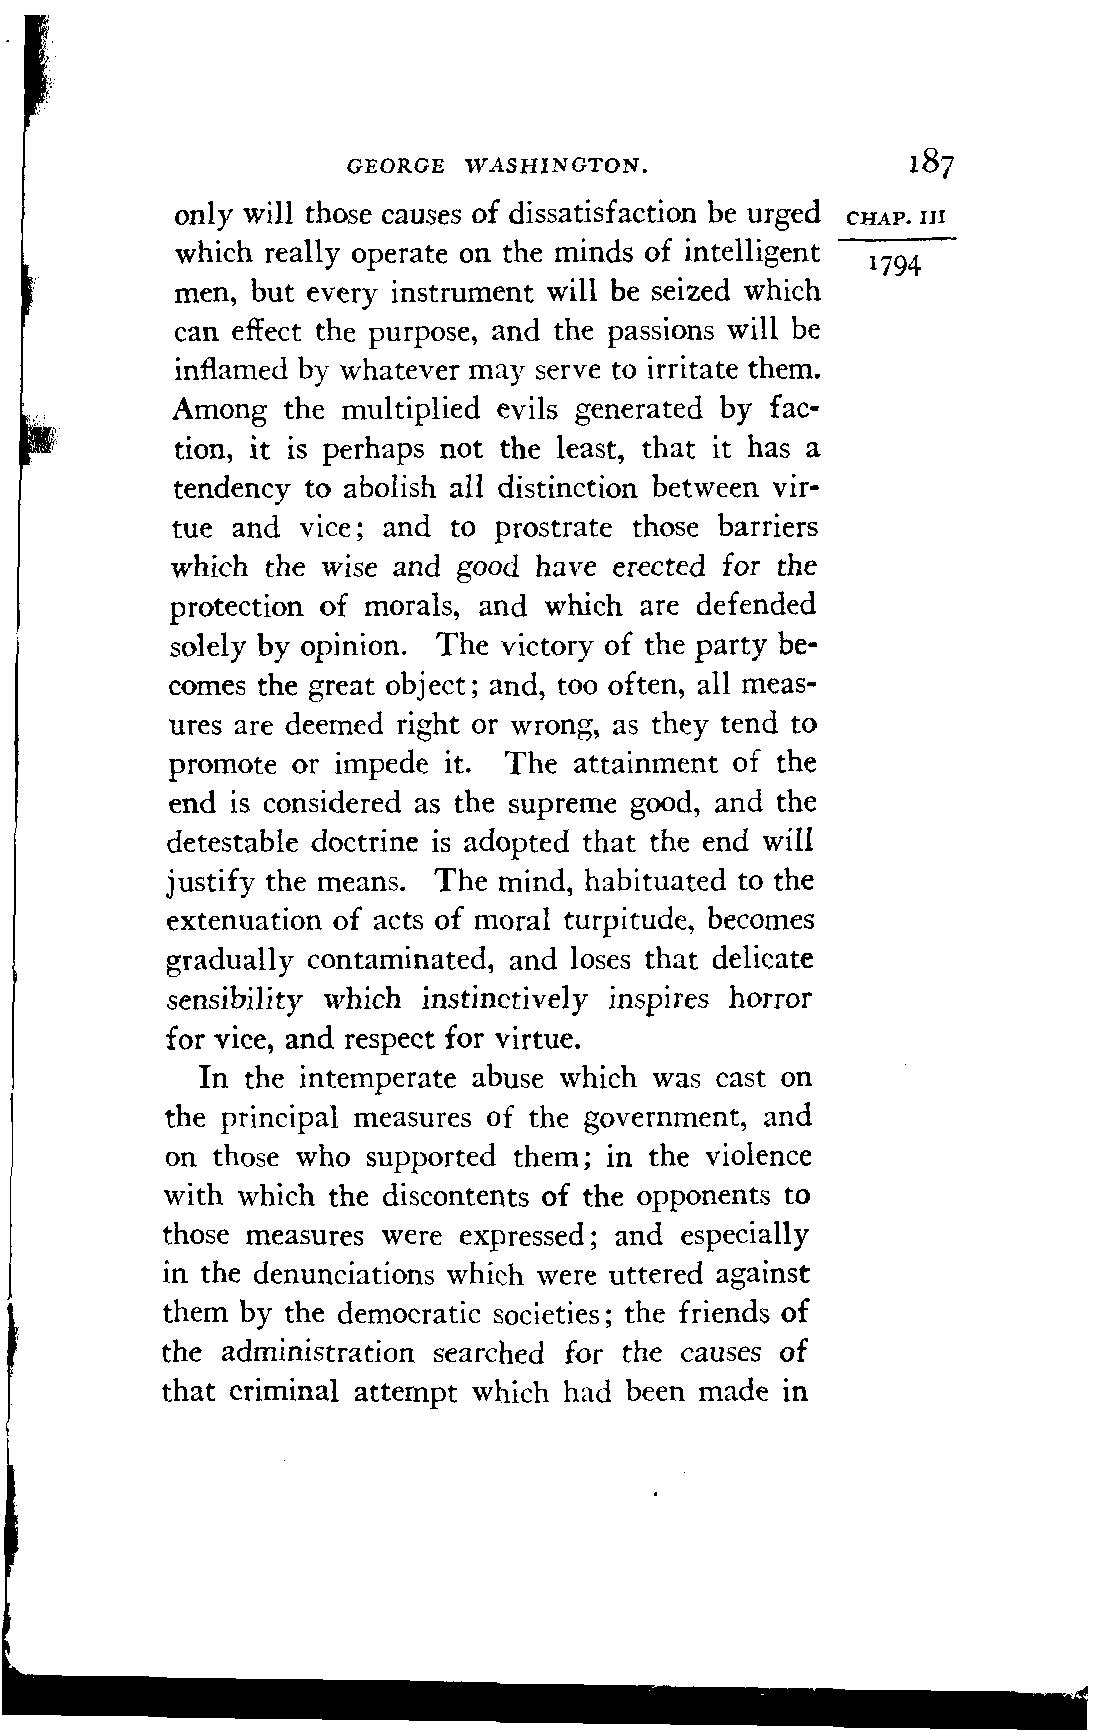 GEORGE WASHINGTON. 187
only will those causes of dissatisfaction be urged CHAP. III
which really operate on the minds of intelligent 1794
men, but every instrument will be seized which
can effect the purpose, and the passions will be
inflamed by whatever may serve to irritate them.
Among the multiplied evils generated by fac-
tion, it is perhaps not the least, that it has a
tendency to abolish all distinction between vir-
tue and vice; and to prostrate those barriers
which the wise and good have erected for the
protection of morals, and which are defended
solely by opinion. The victory of the party be-
comes the great object; and, too often, all meas-
ures are deemed right or wrong, as they tend to
promote or impede it. The attainment of the
end is considered as the supreme good, and the
detestable doctrine is adopted that the end will
justify the means. The mind, habituated to the
extenuation of acts of moral turpitude, becomes
gradually contaminated, and loses that delicate
sensibility which instinctively inspires horror
for vice, and respect for virtue.
In the intemperate abuse which was cast on
the principal measures of the government, and
on those who supported them; in the violence
with which the discontents of the opponents to
those measures were expressed; and especially
in the denunciations which were uttered against
them by the democratic societies; the friends of
the administration searched for the causes of
that criminal attempt which had been made in